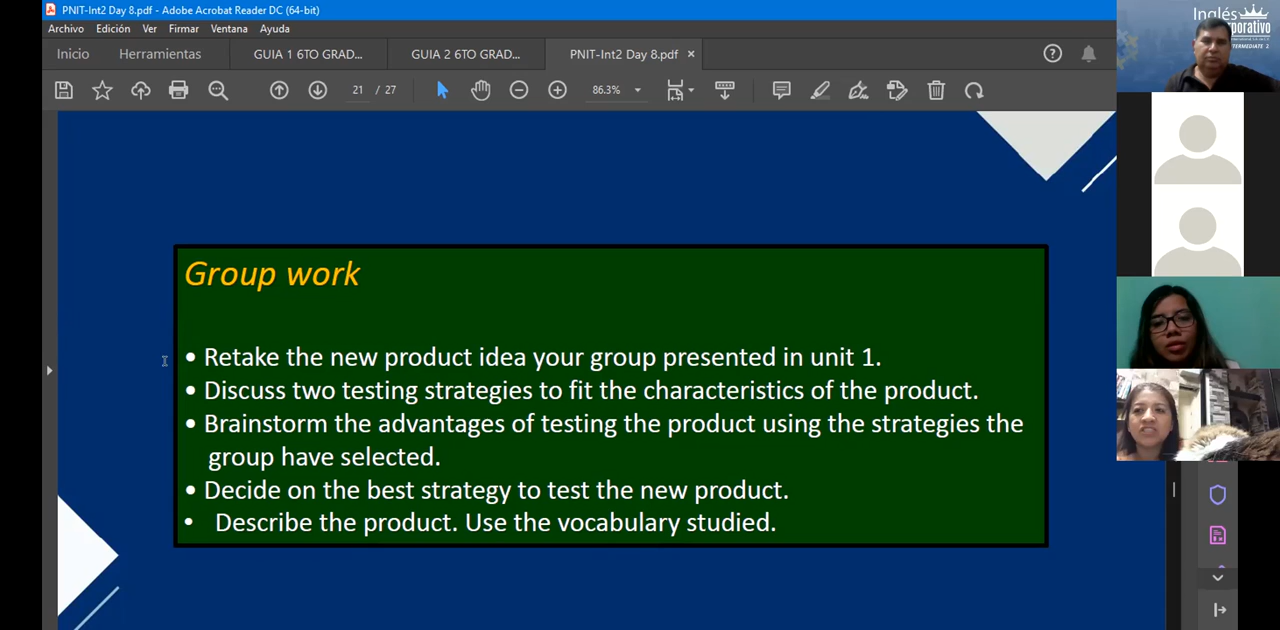 PNIT-Int2 Day 8.pdf - Adobe Acrobat Reader DC (64-bit)
Archivo Edición Ver Firmar Ventana Ayuda
Inicio Herramientas GUIA 1 6TO GRAD... GUIA 2 6TO GRAD... PNIT-Int2 Day 8.pdf ×
21 / 27 86.3%
Inglés
orporativo
TERMEDIATE 2
Group work
• Retake the new product idea your group presented in unit 1.
• Discuss two testing strategies to fit the characteristics of the product.
• Brainstorm the advantages of testing the product using the strategies the
group have selected.
• Decide on the best strategy to test the new product.
• Describe the product. Use the vocabulary studied.